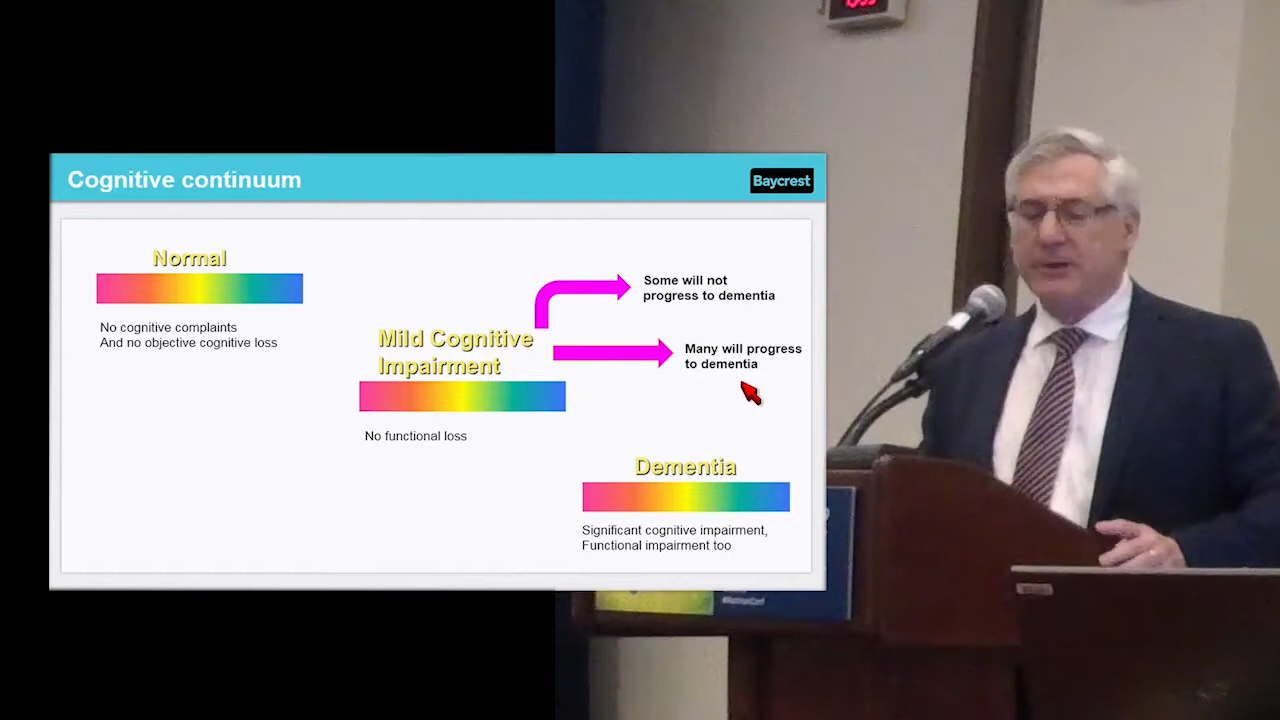 Cognitive continuum
Baycrest
Normal
No cognitive complaints
And no objective cognitive loss
Some will not
progress to dementia
Mild Cognitive
Impairment
Many will progress
to dementia
No functional loss
Dementia
Significant cognitive impairment,
Functional impairment too